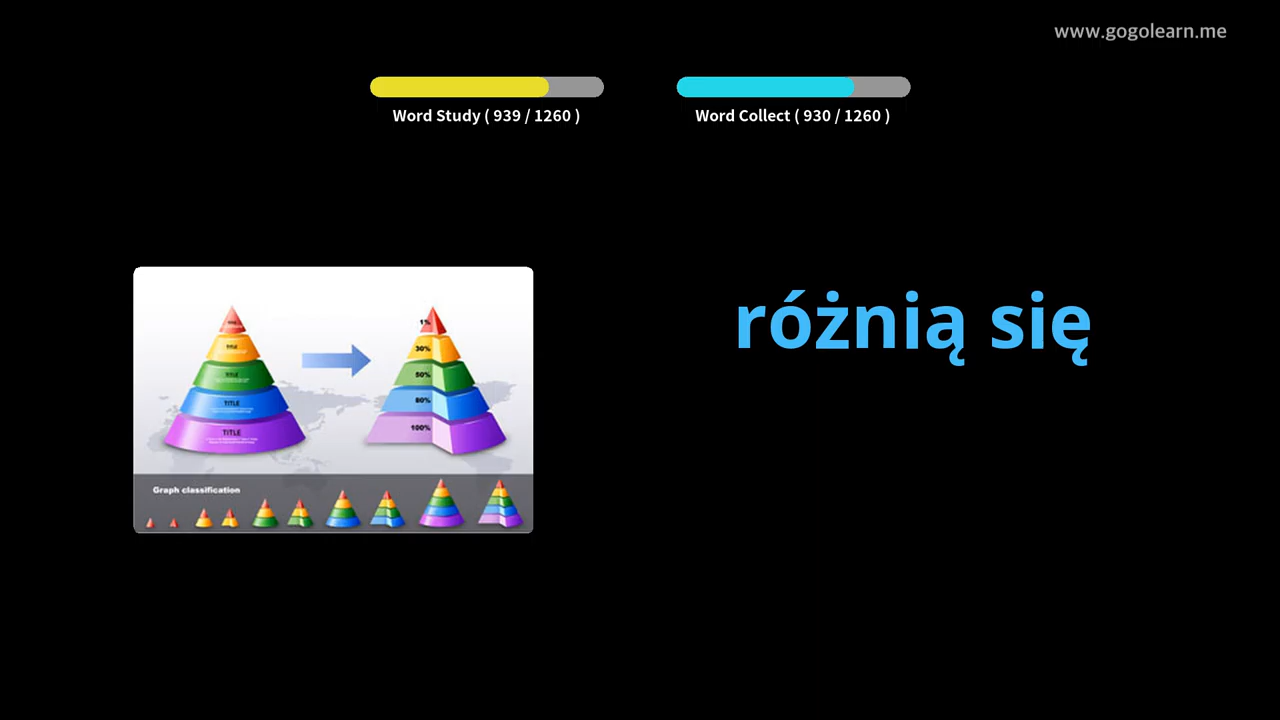 www.gogolearn.me
Word Study ( 939 / 1260 )
Word Collect ( 930 / 1260 )
różnią się
TITLE
TITLE
TITLE
TITLE
1%
30%
50%
80%
100%
Graph classification